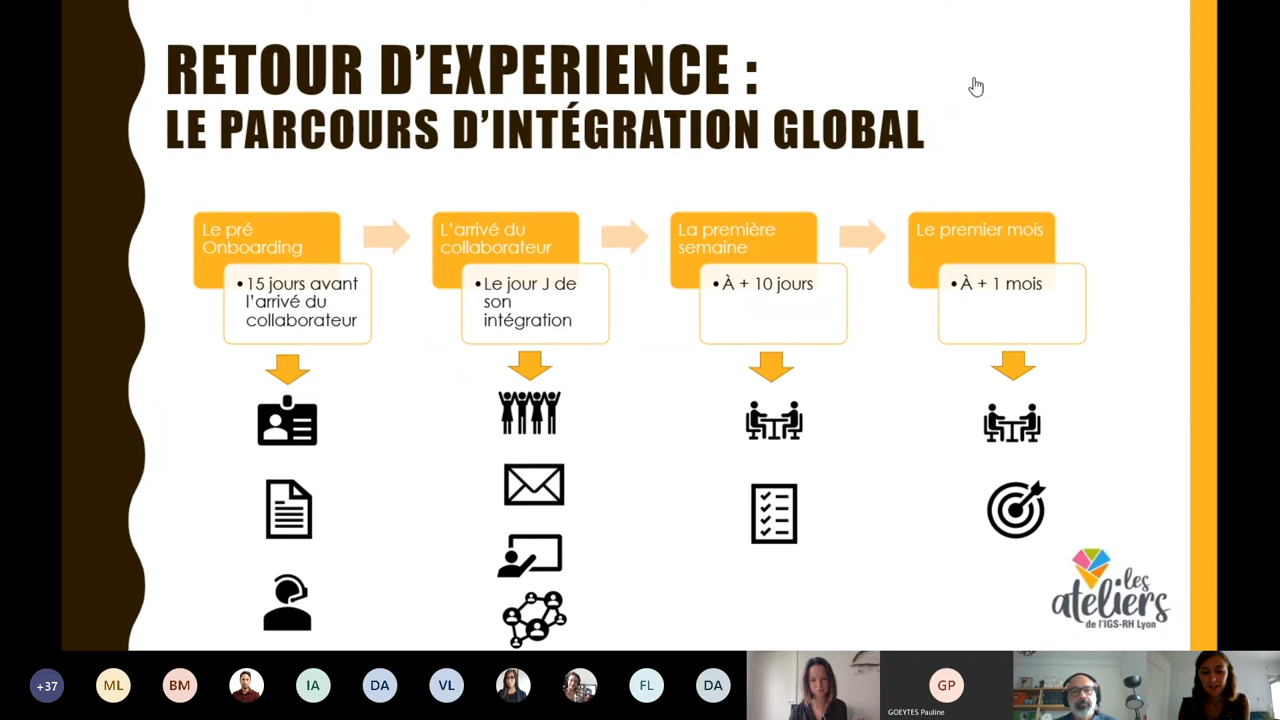 RETOUR D'EXPERIENCE :
LE PARCOURS D'INTÉGRATION GLOBAL
Le pré
Onboarding
• 15 jours avant
l'arrivé du
collaborateur
L'arrivé du
collaborateur
• Le jour J de
son
intégration
La première
semaine
• À + 10 jours
Le premier mois
• À + 1 mois
les
ateliers
de l'IGS-RH Lyon
+37
ML
BM
IA
DA
VL
FL
DA
GP
GOEYTES Pauline